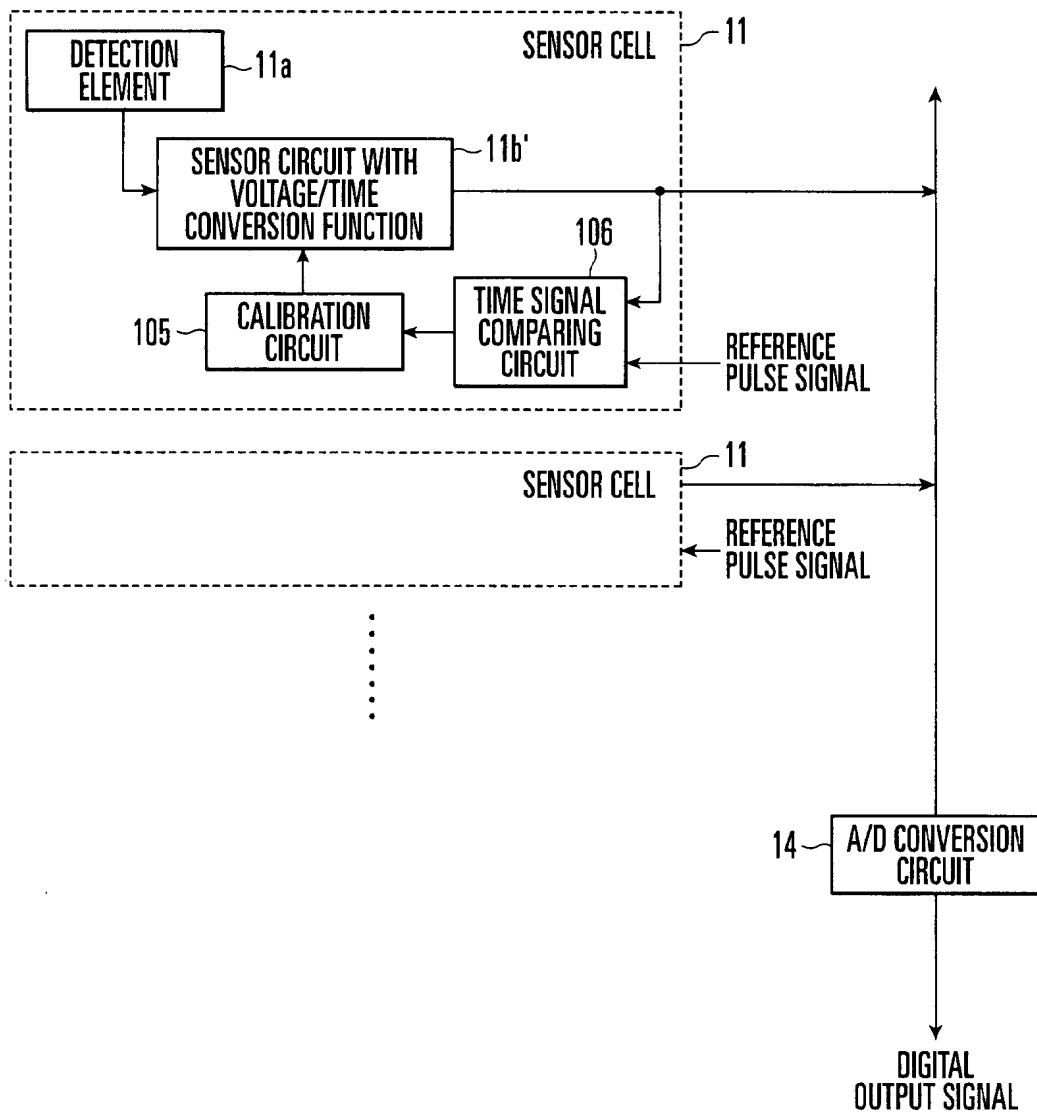 SENSOR CELL
11
DETECTION
ELEMENT
11a
SENSOR CIRCUIT WITH
VOLTAGE/TIME
CONVERSION FUNCTION
11b'
106
105
CALIBRATION
CIRCUIT
TIME SIGNAL
COMPARING
CIRCUIT
REFERENCE
PULSE SIGNAL
SENSOR CELL
11
REFERENCE
PULSE SIGNAL
14
A/D CONVERSION
CIRCUIT
DIGITAL
OUTPUT SIGNAL